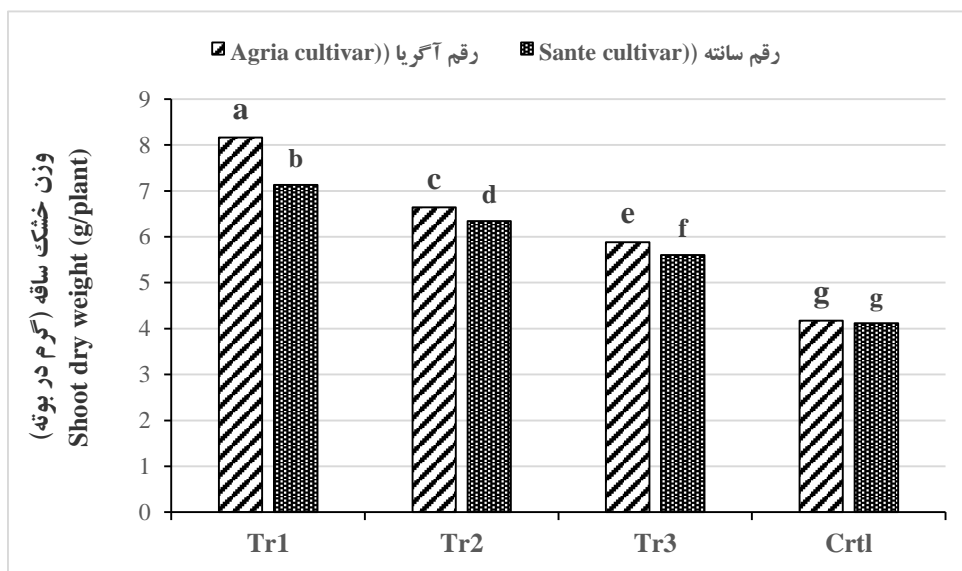 رقم آگریا ((Agria cultivar
رقم سانته ((Sante cultivar
وزن خشک ساقه (گرم در بوته)
Shoot dry weight (g/plant)
9
8
7
6
5
4
3
2
1
0
a
b
c
d
e
f
g
g
Tr1
Tr2
Tr3
Crtl